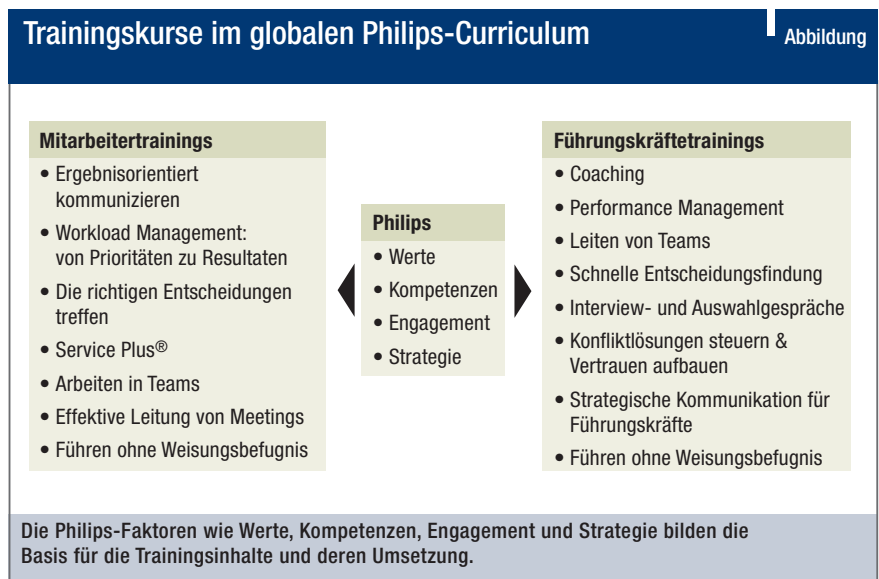 Trainingskurse im globalen Philips-Curriculum
Abbildung
Mitarbeitertrainings
• Ergebnisorientiert
kommunizieren
• Workload Management:
von Prioritäten zu Resultaten
• Die richtigen Entscheidungen
treffen
• Service Plus®
• Arbeiten in Teams
• Effektive Leitung von Meetings
• Führen ohne Weisungsbefugnis
Philips
• Werte
• Kompetenzen
• Engagement
• Strategie
Führungskräftetrainings
• Coaching
• Performance Management
• Leiten von Teams
• Schnelle Entscheidungsfindung
• Interview- und Auswahlgespräche
• Konfliktlösungen steuern &
Vertrauen aufbauen
• Strategische Kommunikation für
Führungskräfte
• Führen ohne Weisungsbefugnis
Die Philips-Faktoren wie Werte, Kompetenzen, Engagement und Strategie bilden die
Basis für die Trainingsinhalte und deren Umsetzung.